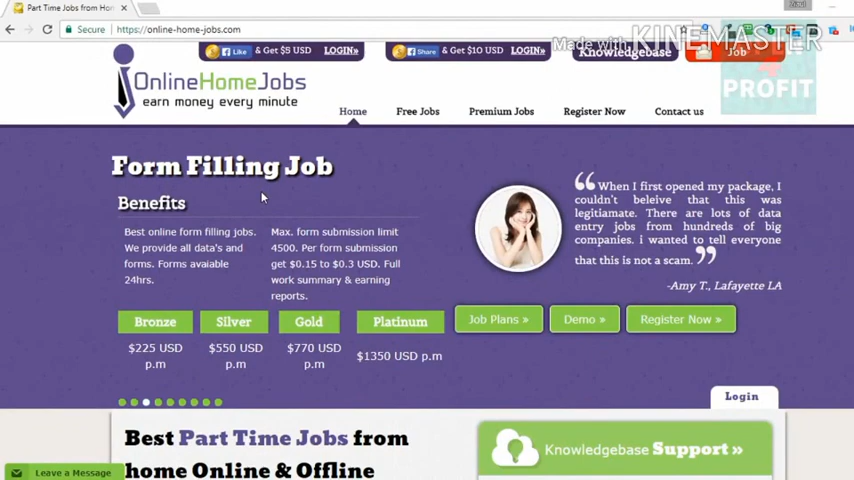 Part Time Jobs from Hom
Secure https://online-home-jobs.com
Like & Get $5 USD LOGIN»
Share & Get $10 USD LOGIN»
Knowledgebase
Job
Made with KINEMASTER
PROFIT
OnlineHomeJobs
earn money every minute
Home Free Jobs Premium Jobs Register Now Contact us
Form Filling Job
Benefits
Best online form filling jobs.
We provide all data's and
forms. Forms avaiable
24hrs.
Max. form submission limit
4500. Per form submission
get $0.15 to $0.3 USD. Full
work summary & earning
reports.
“When I first opened my package, I
couldn't beleive that this was
legitiamate. There are lots of data
entry jobs from hundreds of big
companies. I wanted to tell everyone
that this is not a scam.”
-Amy T., Lafayette LA
Bronze Silver Gold Platinum
$225 USD
p.m
$550 USD
p.m
$770 USD
p.m
$1350 USD p.m
Job Plans » Demo » Register Now »
Login
Best Part Time Jobs from
home Online & Offline
Knowledgebase Support »
Leave a Message